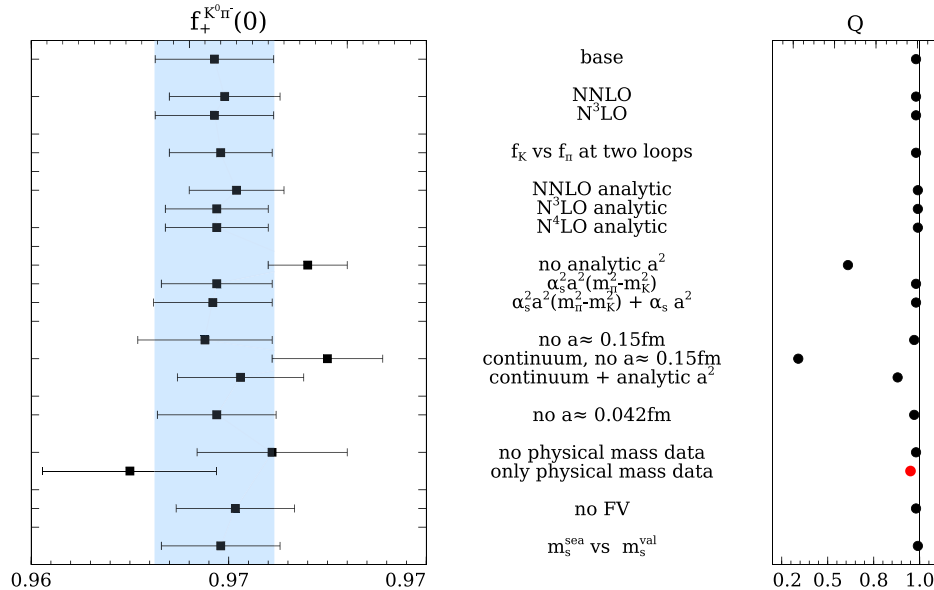 f₊^{K⁰π⁻}(0)
Q
base
NNLO
N³LO
f_K vs f_π at two loops
NNLO analytic
N³LO analytic
N⁴LO analytic
no analytic a²
α_s²a²(m_π²-m_K²)
α_s²a²(m_π²-m_K²) + α_s a²
no a≈ 0.15fm
continuum, no a≈ 0.15fm
continuum + analytic a²
no a≈ 0.042fm
no physical mass data
only physical mass data
no FV
m_s^{sea} vs m_s^{val}
0.96 0.97 0.97
0.2 0.5 0.8 1.0